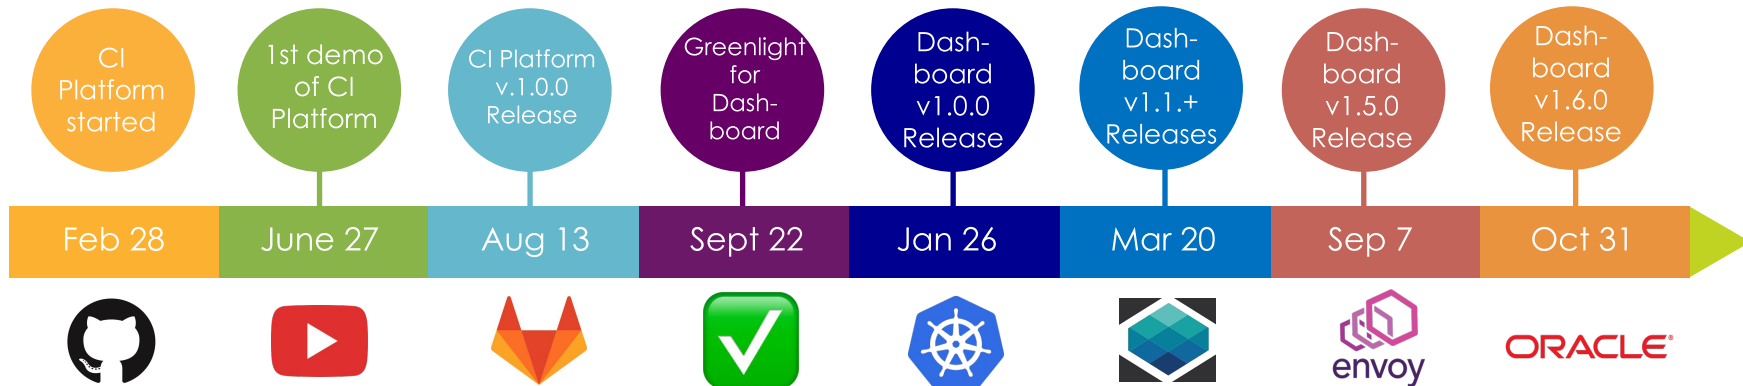 CI
Platform
started
1st demo
of CI
Platform
CI Platform
v.1.0.0
Release
Greenlight
for
Dash-
board
Dash-
board
v1.0.0
Release
Dash-
board
v1.1.+
Releases
Dash-
board
v1.5.0
Release
Dash-
board
v1.6.0
Release
Feb 28
June 27
Aug 13
Sept 22
Jan 26
Mar 20
Sep 7
Oct 31
envoy
ORACLE®